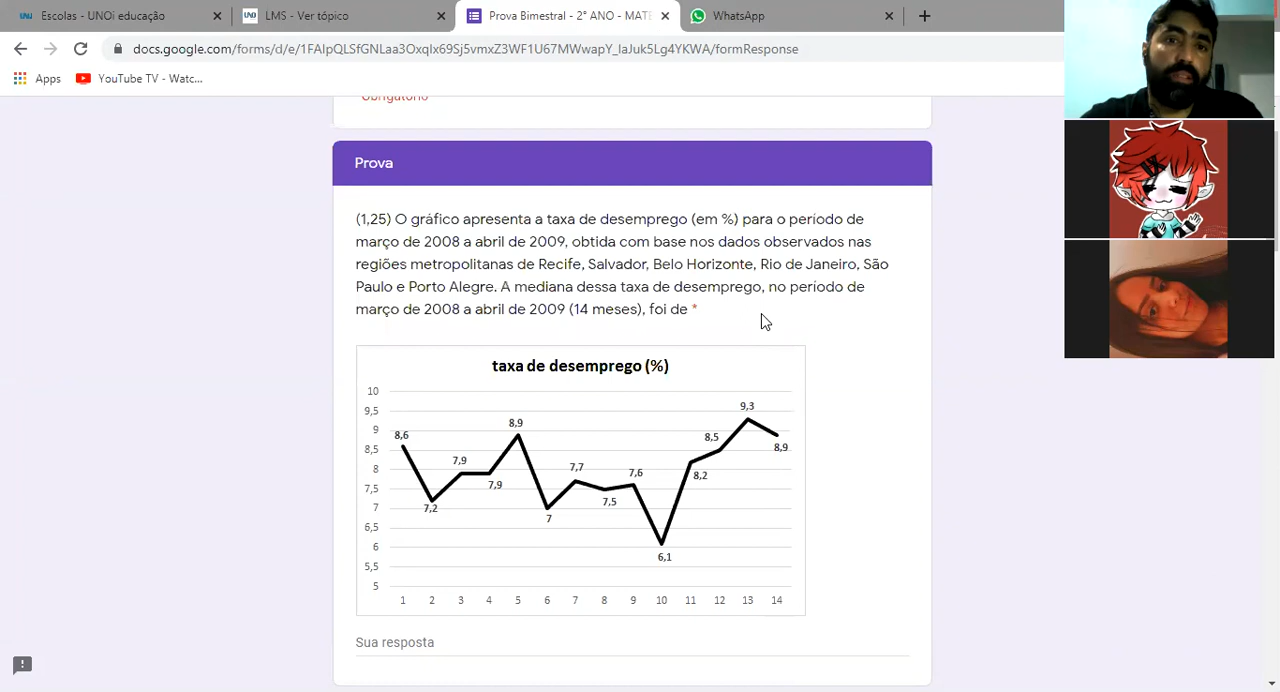 Escolas - UNOi educação
LMS - Ver tópico
Prova Bimestral - 2° ANO - MATE
WhatsApp
docs.google.com/forms/d/e/1FAIpQLSfGNLaa3OxqIx69Sj5vmxZ3WF1U67MWwapY_IaJuk5Lg4YKWA/formResponse
Apps
YouTube TV - Watc...
Obrigatório
Prova
(1,25) O gráfico apresenta a taxa de desemprego (em %) para o período de
março de 2008 a abril de 2009, obtida com base nos dados observados nas
regiões metropolitanas de Recife, Salvador, Belo Horizonte, Rio de Janeiro, São
Paulo e Porto Alegre. A mediana dessa taxa de desemprego, no período de
março de 2008 a abril de 2009 (14 meses), foi de *
taxa de desemprego (%)
10
9,5
9
8,5
8
7,5
7
6,5
6
5,5
5
8,6
7,2
7,9
7,9
8,9
7
7,7
7,5
7,6
6,1
8,2
8,5
9,3
8,9
1 2 3 4 5 6 7 8 9 10 11 12 13 14
Sua resposta